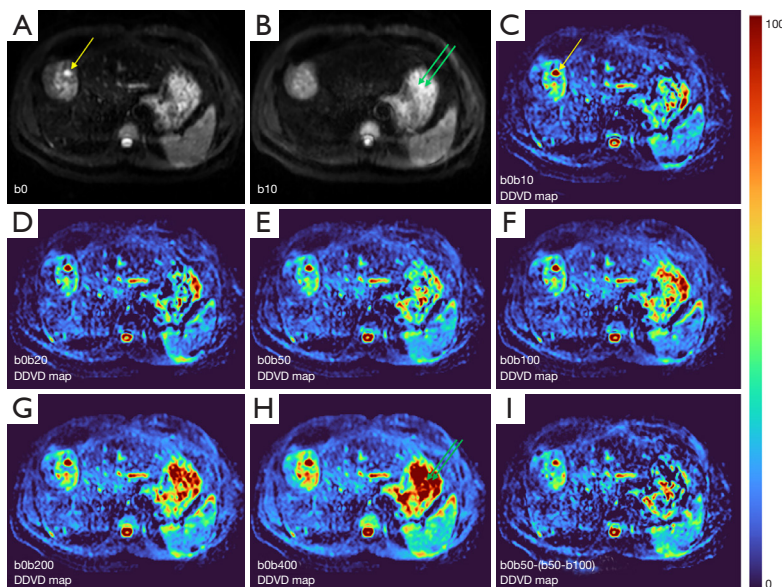 A
b0
B
b10
C
b0b10
DDVD map
100
0
D
b0b20
DDVD map
E
b0b50
DDVD map
F
b0b100
DDVD map
G
b0b200
DDVD map
H
b0b400
DDVD map
I
b0b50-(b50-b100)
DDVD map